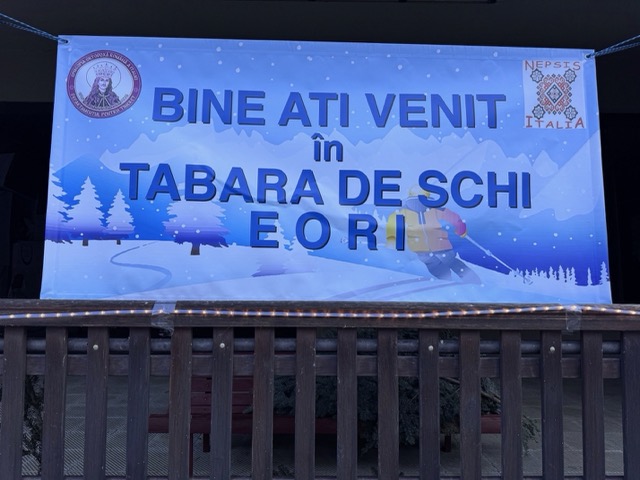 BINE ATI VENIT
în
TABARA DE SCHI
E O R I
NEPSIS
ITALIA